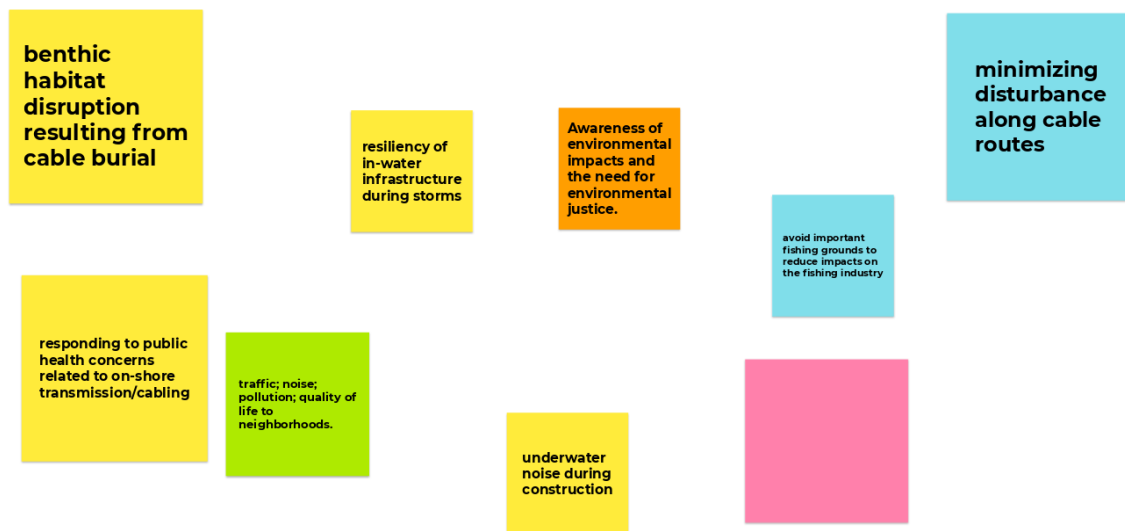 benthic
habitat
disruption
resulting from
cable burial
resiliency of
in-water
infrastructure
during storms
Awareness of
environmental
impacts and
the need for
environmental
justice.
minimizing
disturbance
along cable
routes
avoid important
fishing grounds to
reduce impacts on
the fishing industry
responding to public
health concerns
related to on-shore
transmission/cabling
traffic; noise;
pollution; quality of
life to
neighborhoods.
underwater
noise during
construction